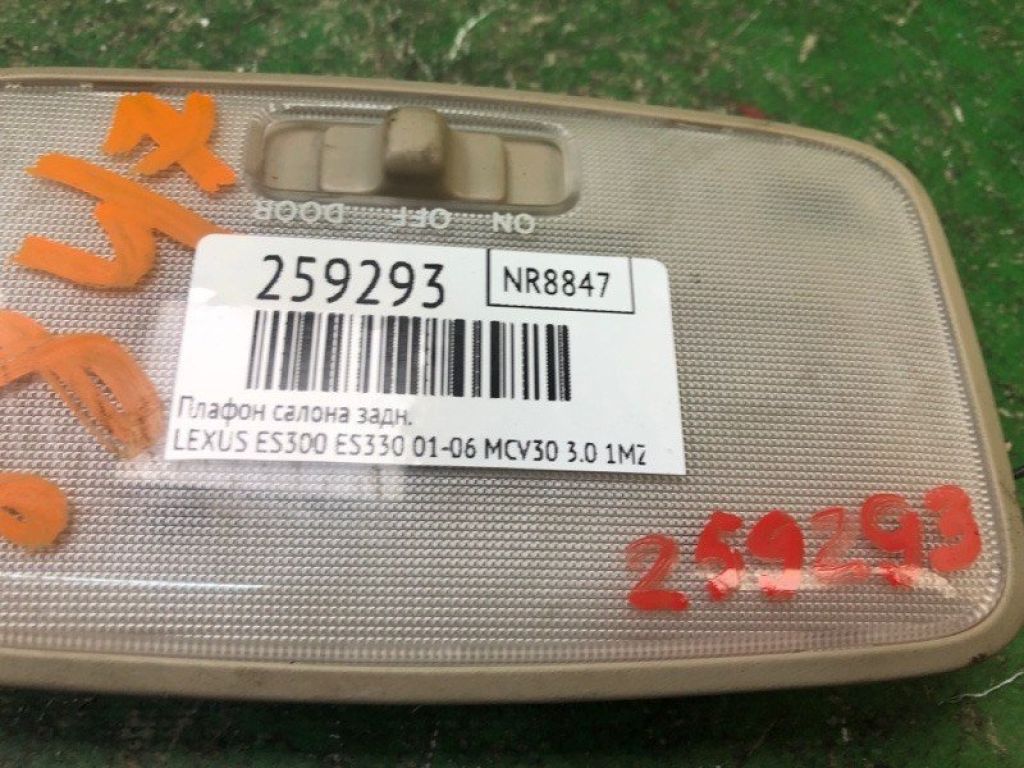 DOOR OFF ON
259293
NR8847
Плафон салона задн.
LEXUS ES300 ES330 01-06 MCV30 3.0 1MZ
259293